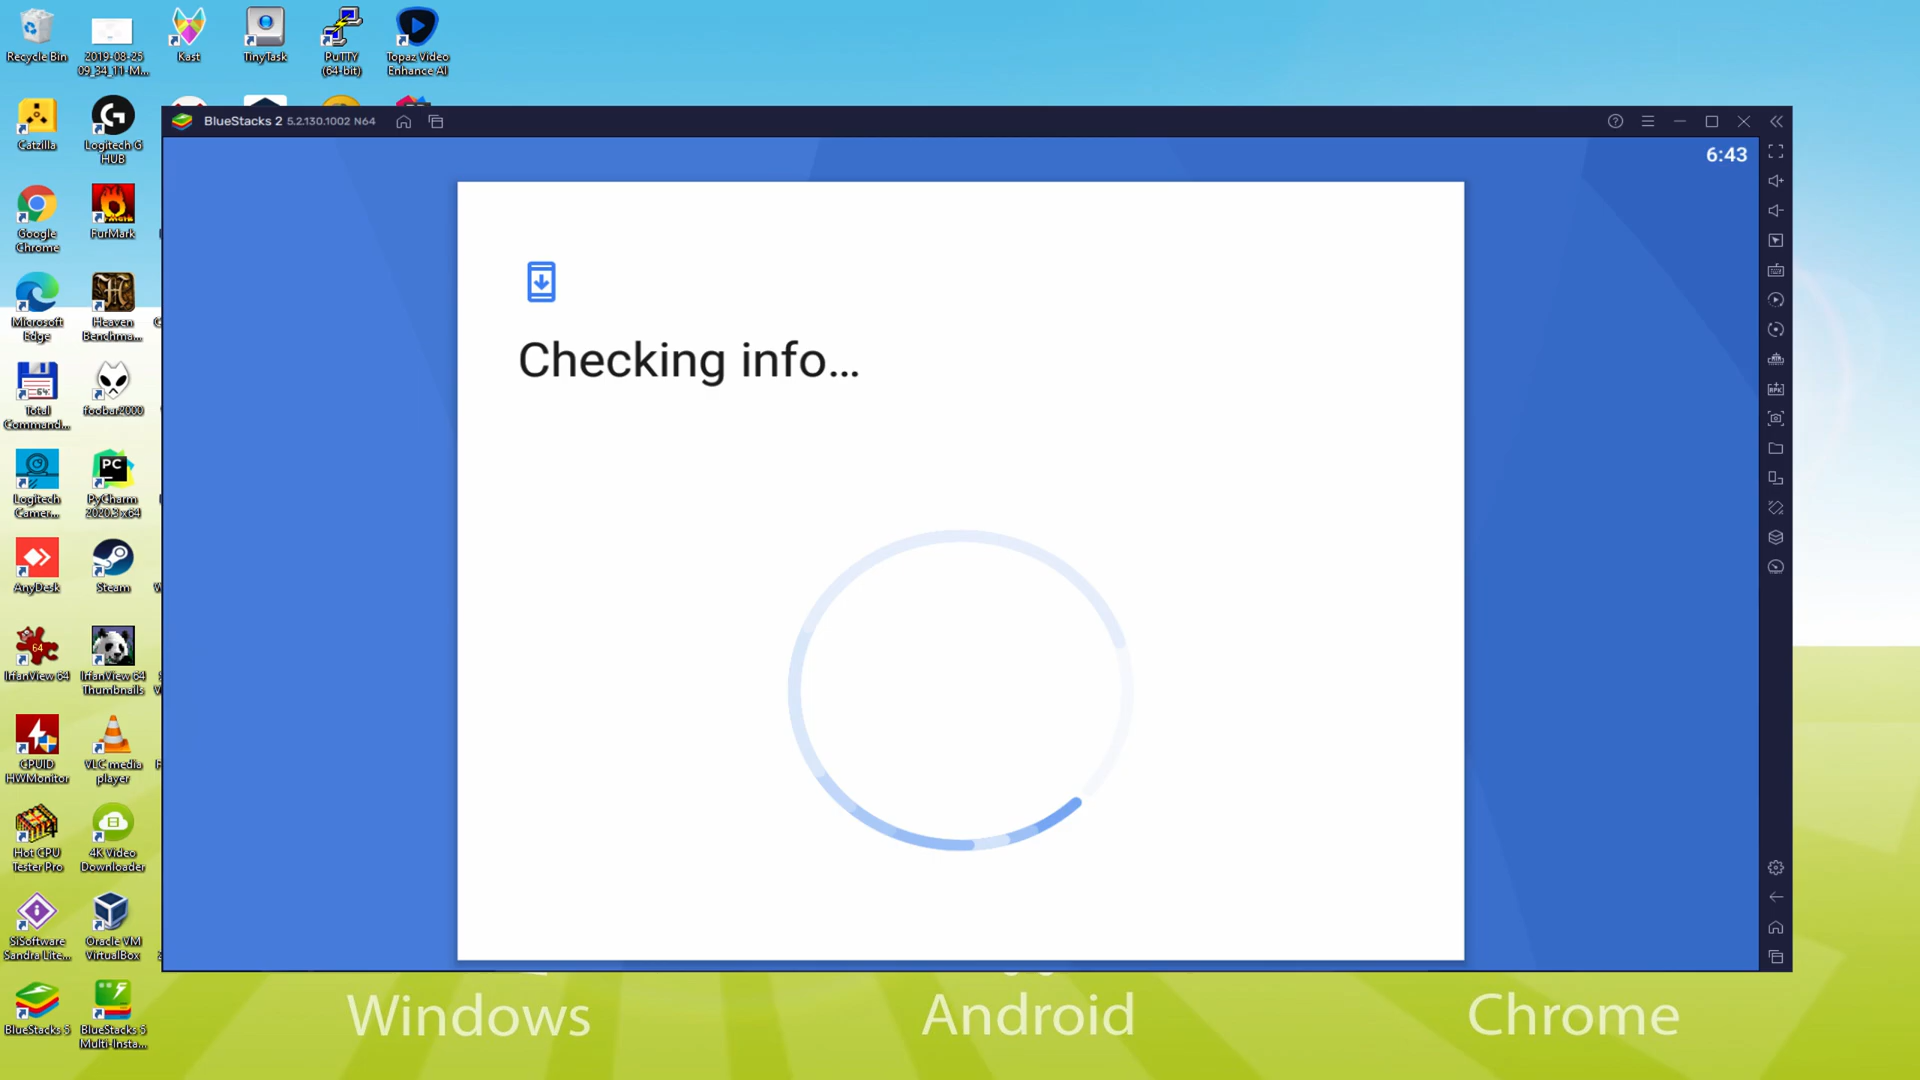 Recycle Bin
2019-08-25
09_34_11-M...
Kast
TinyTask
PuTTY
(64-bit)
Topaz Video
Enhance AI
Catzilla
Logitech G
HUB
BlueStacks 2 5.2.130.1002 N64
6:43
Google
Chrome
FurMark
Checking info...
Microsoft
Edge
Heaven
Benchma...
Total
Command...
foobar2000
Logitech
Camer...
PC
PyCharm
2020.3 x64
AnyDesk
Steam
64
IrfanView 64
IrfanView 64
Thumbnails
CPUID
HWMonitor
VLC media
player
Hot CPU
Tester Pro
4K Video
Downloader
SiSoftware
Sandra Lite...
Oracle VM
VirtualBox
BlueStacks 5
BlueStacks 5
Multi-Insta...
Windows
Android
Chrome